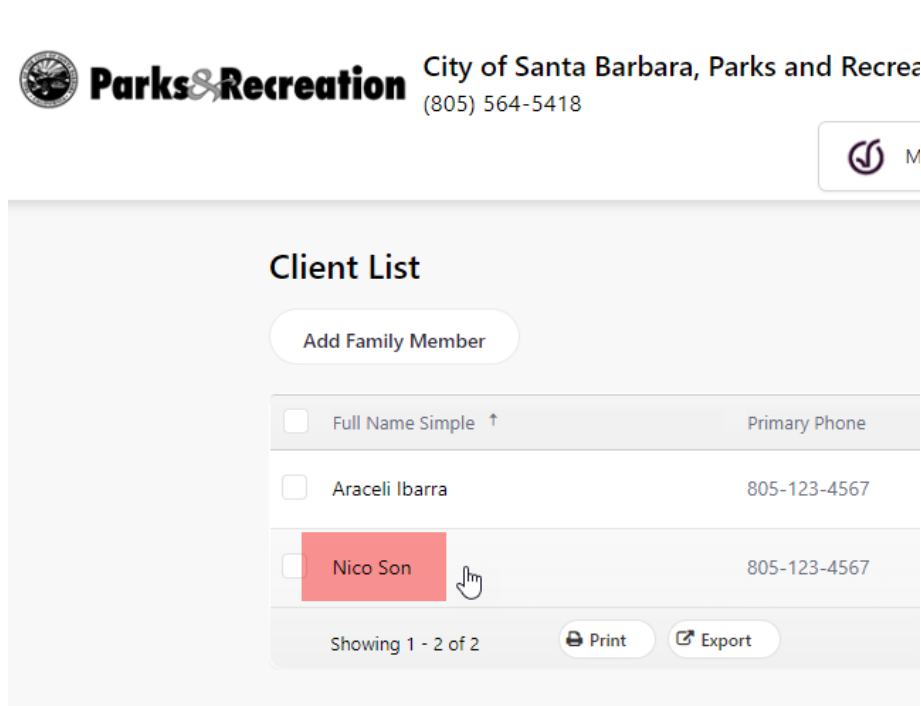 Parks&Recreation
City of Santa Barbara, Parks and
(805) 564-5418
Client List
Add Family Member
Full Name Simple ↑ Primary Phone
Araceli Ibarra 805-123-4567
Nico Son 805-123-4567
Showing 1 - 2 of 2 Print Export